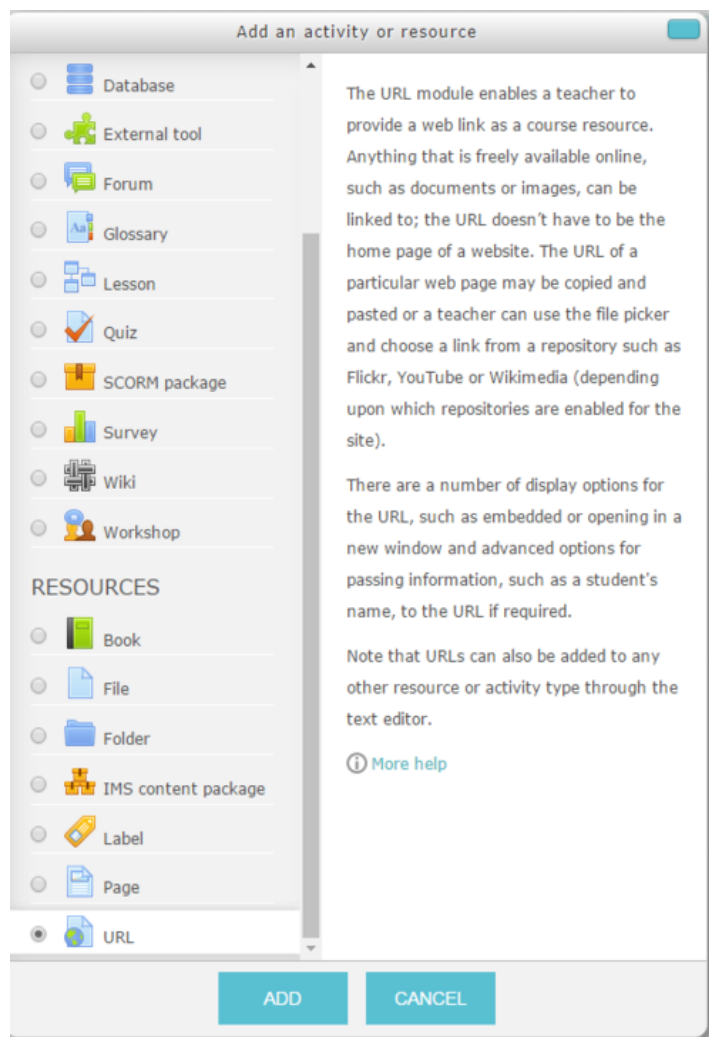 Add an activity or resource
Database
External tool
Forum
Glossary
Lesson
Quiz
SCORM package
Survey
Wiki
Workshop
RESOURCES
Book
File
Folder
IMS content package
Label
Page
URL
The URL module enables a teacher to
provide a web link as a course resource.
Anything that is freely available online,
such as documents or images, can be
linked to; the URL doesn't have to be the
home page of a website. The URL of a
particular web page may be copied and
pasted or a teacher can use the file picker
and choose a link from a repository such as
Flickr, YouTube or Wikimedia (depending
upon which repositories are enabled for the
site).
There are a number of display options for
the URL, such as embedded or opening in a
new window and advanced options for
passing information, such as a student's
name, to the URL if required.
Note that URLs can also be added to any
other resource or activity type through the
text editor.
More help
ADD
CANCEL